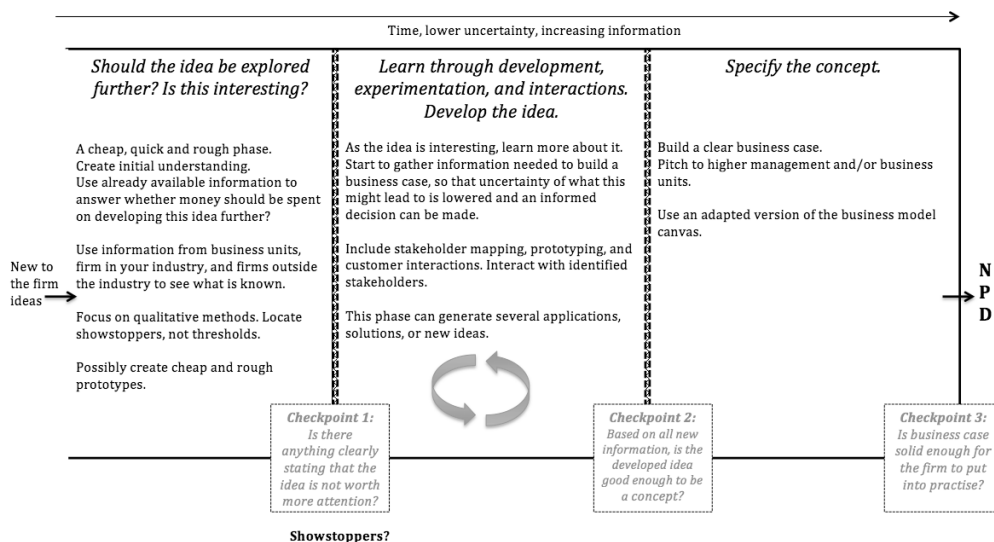 Time, lower uncertainty, increasing information
Should the idea be explored
further? Is this interesting?
A cheap, quick and rough phase.
Create initial understanding.
Use already available information to
answer whether money should be spent
on developing this idea further?
Use information from business units,
firm in your industry, and firms outside
the industry to see what is known.
Focus on qualitative methods. Locate
showstoppers, not thresholds.
Possibly create cheap and rough
prototypes.
New to
the firm
ideas
Learn through development,
experimentation, and interactions.
Develop the idea.
As the idea is interesting, learn more about it.
Start to gather information needed to build a
business case, so that uncertainty of what this
might lead to is lowered and an informed
decision can be made.
Include stakeholder mapping, prototyping, and
customer interactions. Interact with identified
stakeholders.
This phase can generate several applications,
solutions, or new ideas.
Specify the concept.
Build a clear business case.
Pitch to higher management and/or business
units.
Use an adapted version of the business model
canvas.
N
P
D
Checkpoint 1:
Is there
anything clearly
stating that the
idea is not worth
more attention?
Checkpoint 2:
Based on all new
information, is the
developed idea
good enough to be
a concept?
Checkpoint 3:
Is business case
solid enough for
the firm to put
into practise?
Showstoppers?